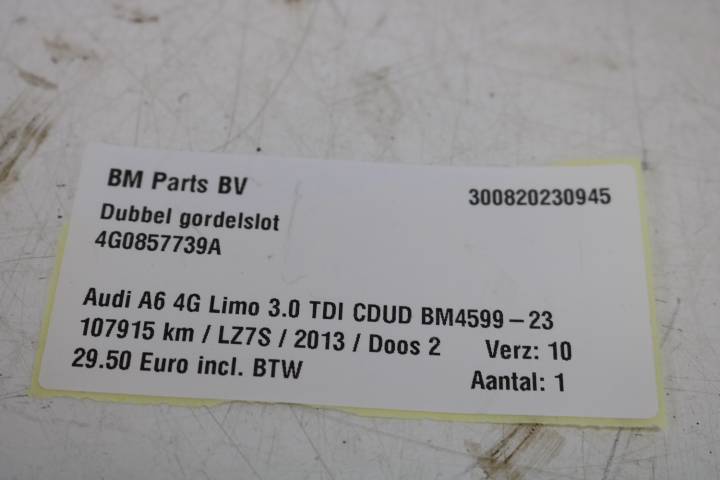 BM Parts BV 300820230945
Dubbel gordelslot
4G0857739A
Audi A6 4G Limo 3.0 TDI CDUD BM4599-23
107915 km / LZ7S / 2013 / Doos 2 Verz: 10
29.50 Euro incl. BTW Aantal: 1